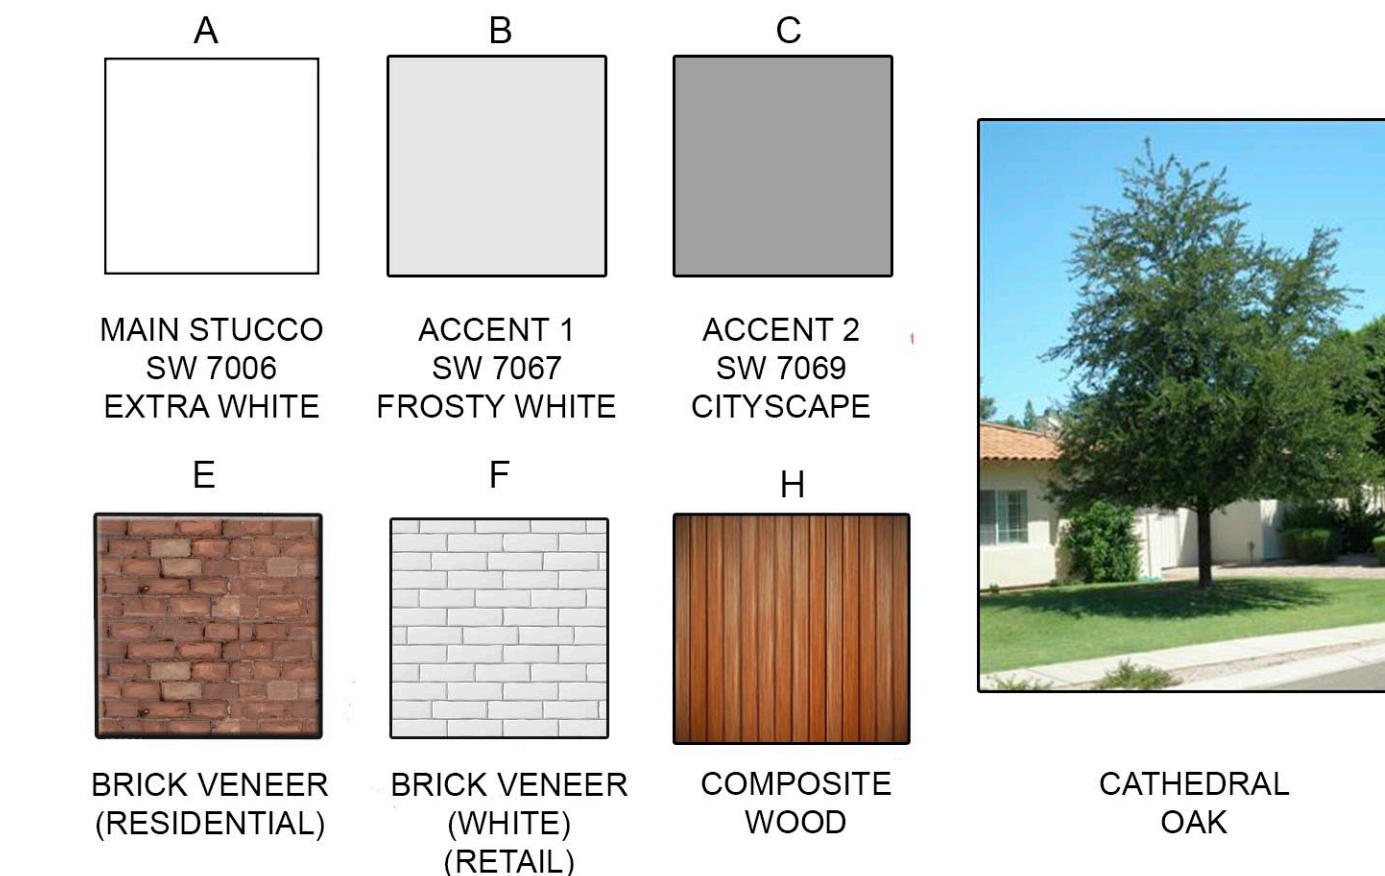 A
MAIN STUCCO
SW 7006
EXTRA WHITE
B
ACCENT 1
SW 7067
FROSTY WHITE
C
ACCENT 2
SW 7069
CITYSCAPE
E
BRICK VENEER
(RESIDENTIAL)
F
BRICK VENEER
(WHITE)
(RETAIL)
H
COMPOSITE
WOOD
CATHEDRAL
OAK